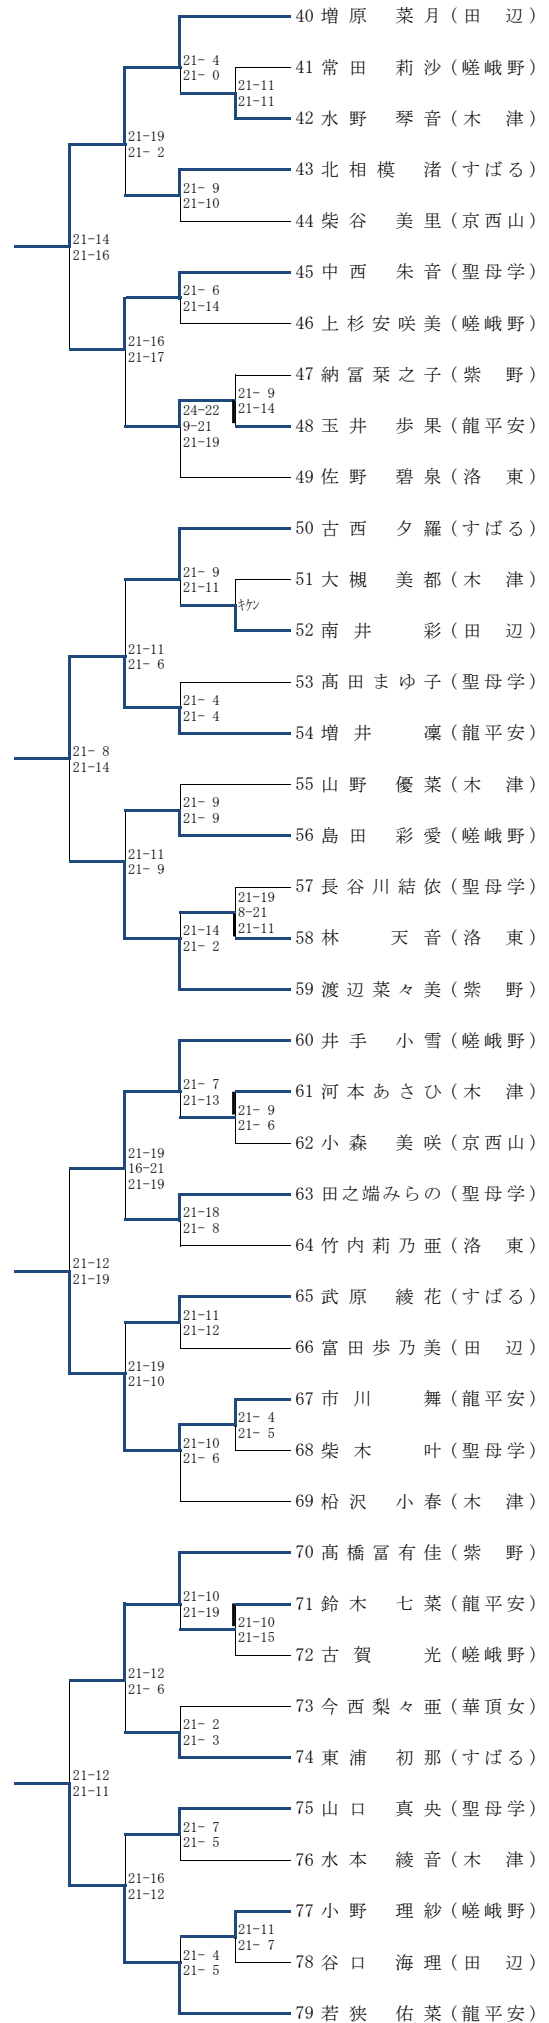 40 増原 菜月 (田 辺)
21- 4
21- 0
41 常田 莉沙 (嵯峨野)
21-11
21-11
42 水野 琴音 (木 津)
21-19
21- 2
43 北相模 渚 (すばる)
21- 9
21-10
44 柴谷 美里 (京西山)
21-14
21-16
45 中西 朱音 (聖母学)
21- 6
21-14
46 上杉安咲美 (嵯峨野)
21-16
21-17
47 納冨栞之子 (紫 野)
21- 9
21-14
24-22
9-21
21-19
48 玉井 歩果 (龍平安)
49 佐野 碧泉 (洛 東)
50 古西 夕羅 (すばる)
21- 9
21-11
51 大槻 美都 (木 津)
キケン
52 南井 彩 (田 辺)
21-11
21- 6
53 髙田まゆ子 (聖母学)
21- 4
21- 4
54 増井 凜 (龍平安)
21- 8
21-14
55 山野 優菜 (木 津)
21- 9
21- 9
56 島田 彩愛 (嵯峨野)
21-11
21- 9
57 長谷川結依 (聖母学)
21-19
8-21
21-11
58 林 天音 (洛 東)
21-14
21- 2
59 渡辺菜々美 (紫 野)
60 井手 小雪 (嵯峨野)
21- 7
21-13
61 河本あさひ (木 津)
21- 9
21- 6
62 小森 美咲 (京西山)
21-19
16-21
21-19
63 田之端みらの (聖母学)
21-18
21- 8
64 竹内莉乃亜 (洛 東)
21-12
21-19
65 武原 綾花 (すばる)
21-11
21-12
66 富田歩乃美 (田 辺)
21-19
21-10
67 市川 舞 (龍平安)
21- 4
21- 5
68 柴木 叶 (聖母学)
21-10
21- 6
69 松沢 小春 (木 津)
70 髙橋冨有佳 (紫 野)
21-10
21-19
71 鈴木 七菜 (龍平安)
21-10
21-15
72 古賀 光 (嵯峨野)
21-12
21- 6
73 今西梨々亜 (華頂女)
21- 2
21- 3
74 東浦 初那 (すばる)
21-12
21-11
75 山口 真央 (聖母学)
21- 7
21- 5
76 水本 綾音 (木 津)
21-16
21-12
77 小野 理紗 (嵯峨野)
21-11
21- 7
78 谷口 海理 (田 辺)
21- 4
21- 5
79 若狭 佑菜 (龍平安)